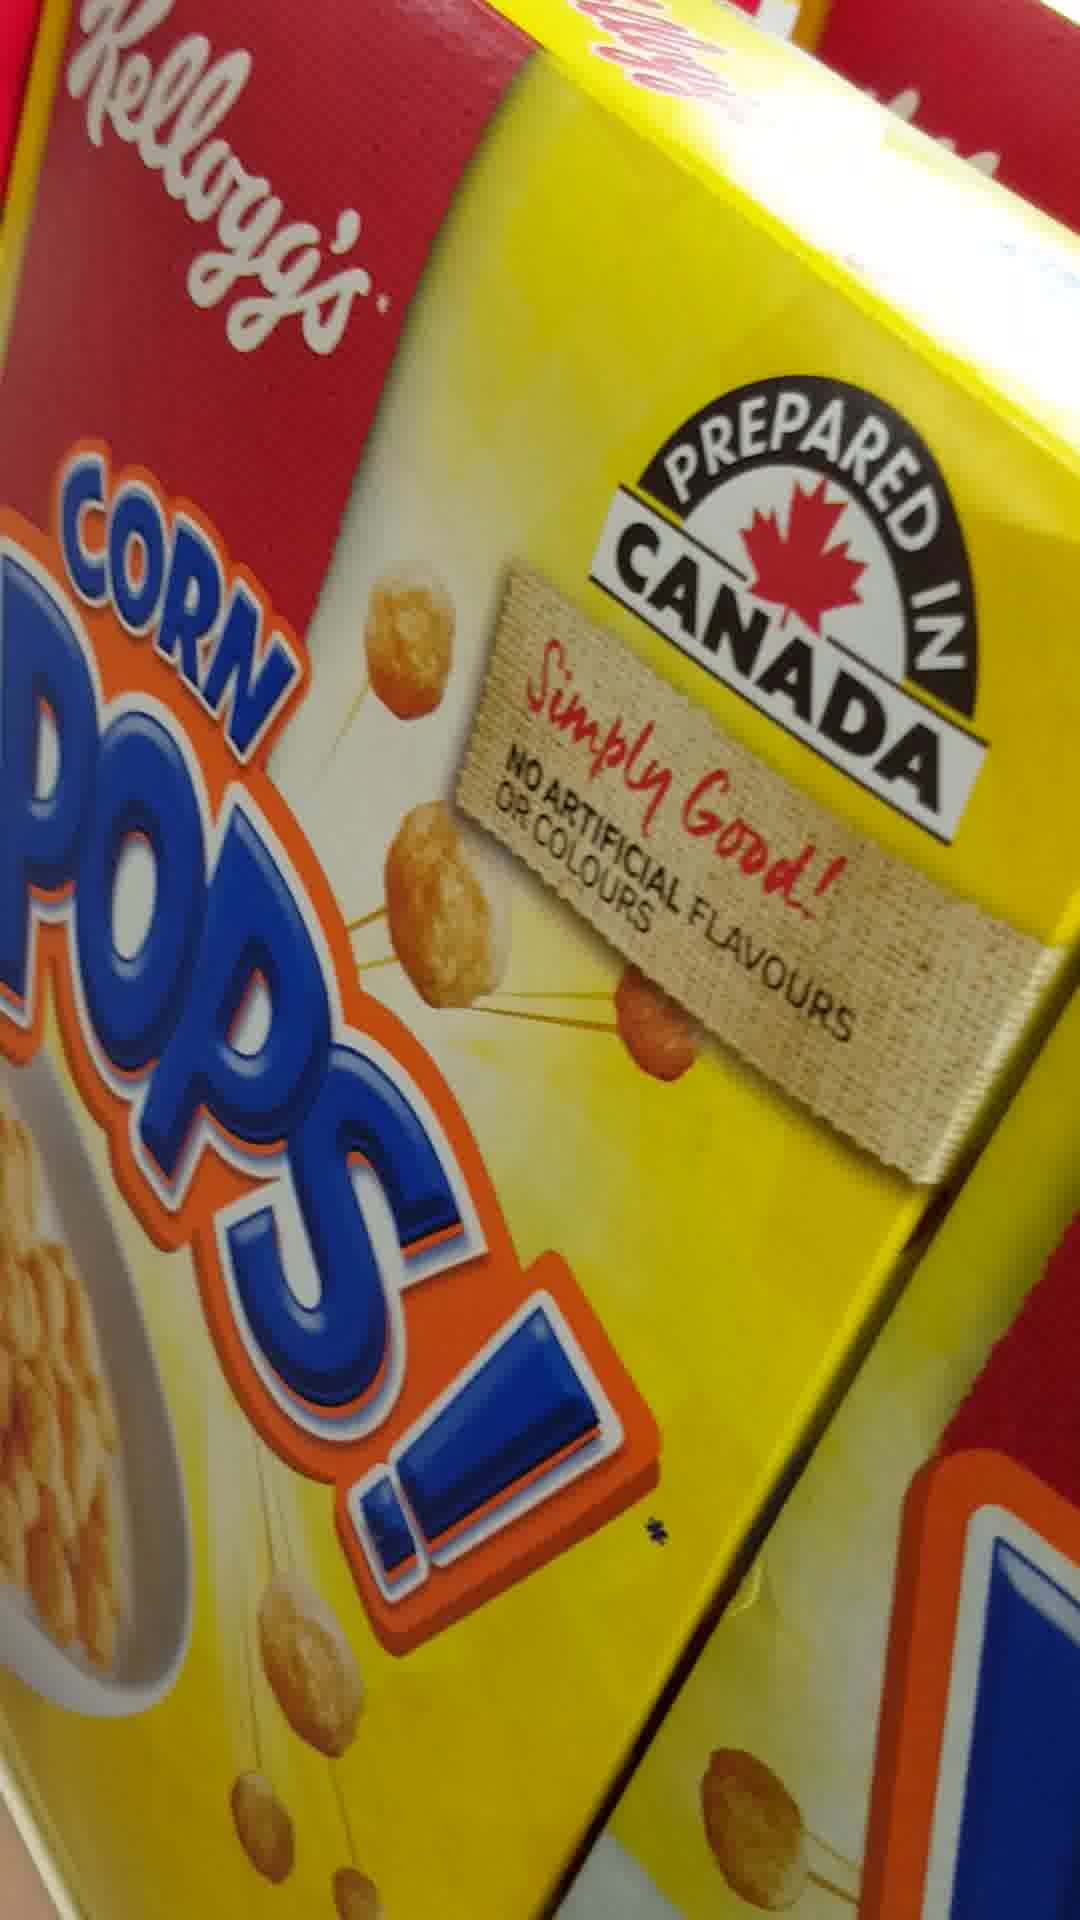 Kellogg's
CORN
POPS!*
PREPARED IN
CANADA
Simply Good!
NO ARTIFICIAL FLAVOURS
OR COLOURS